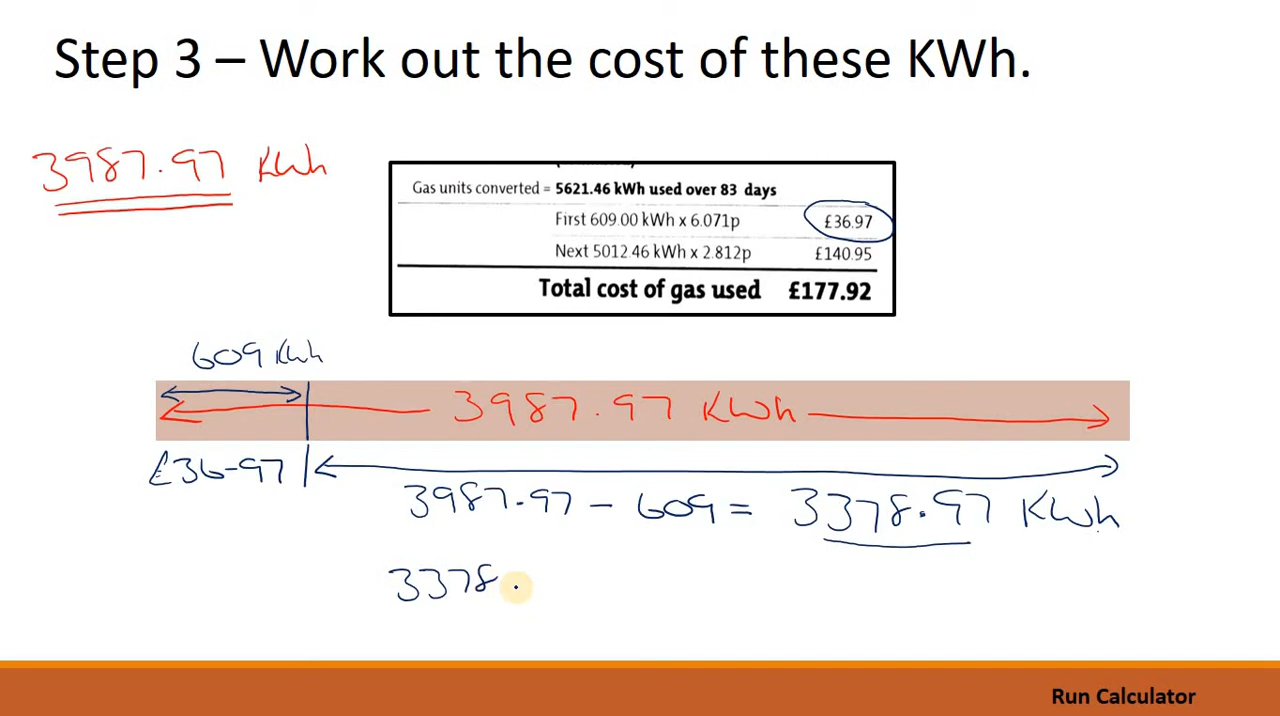 Step 3 – Work out the cost of these KWh.
3987.97 KWh
Gas units converted = 5621.46 kWh used over 83 days
First 609.00 kWh x 6.071p £36.97
Next 5012.46 kWh x 2.812p £140.95
Total cost of gas used £177.92
609 KWh
3987.97 KWh
£36-97
3987.97 - 609 = 3378.97 KWh
3378.
Run Calculator